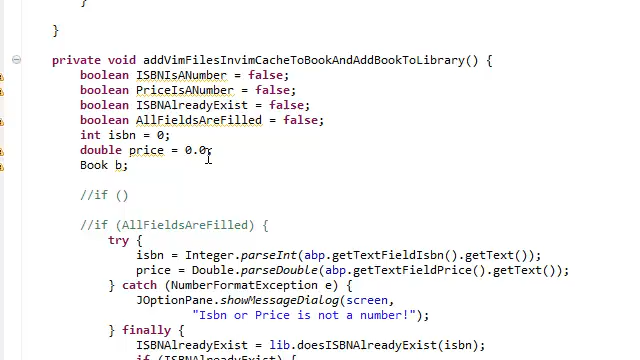 }
}
private void addVimFilesInvimCacheToBookAndAddBookToLibrary() {
boolean ISBNIsANumber = false;
boolean PriceIsANumber = false;
boolean ISBNAlreadyExist = false;
boolean AllFieldsAreFilled = false;
int isbn = 0;
double price = 0.0;
Book b;
//if ()
//if (AllFieldsAreFilled) {
try {
isbn = Integer.parseInt(abp.getTextFieldIsbn().getText());
price = Double.parseDouble(abp.getTextFieldPrice().getText());
} catch (NumberFormatException e) {
JOptionPane.showMessageDialog(screen,
"Isbn or Price is not a number!");
} finally {
ISBNAlreadyExist = lib.doesISBNAlreadyExist(isbn);
if (ISBNAlreadyExist) {